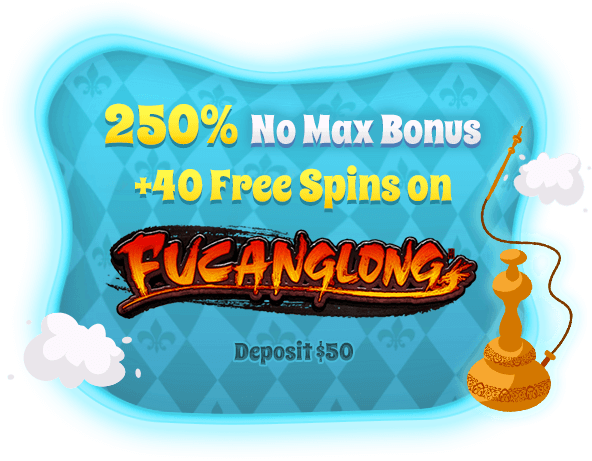 250% No Max Bonus
+40 Free Spins on
FUCANGLONG
Deposit $50